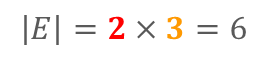 |E| = 2 × 3 = 6